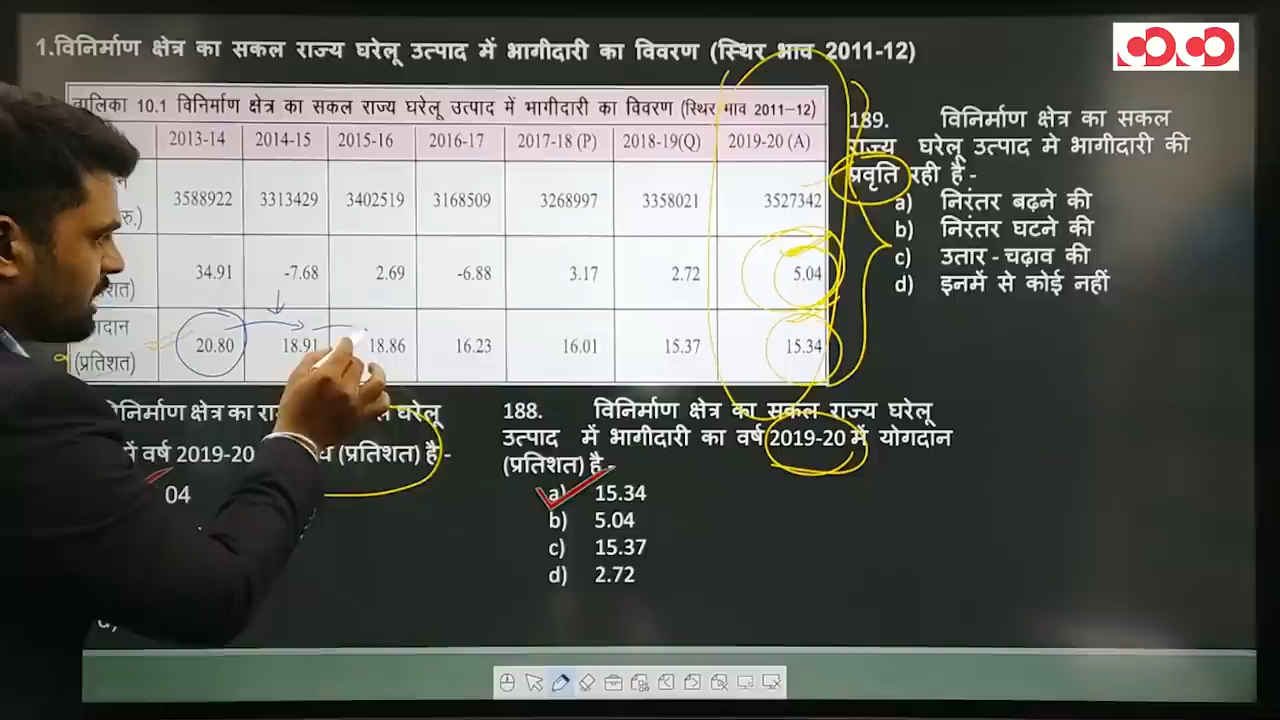 1.विनिर्माण क्षेत्र का सकल राज्य घरेलू उत्पाद में भागीदारी का विवरण (स्थिर भाव 2011-12)
तालिका 10.1 विनिर्माण क्षेत्र का सकल राज्य घरेलू उत्पाद में भागीदारी का विवरण (स्थिर भाव 2011–12)
2013-14 2014-15 2015-16 2016-17 2017-18 (P) 2018-19(Q) 2019-20 (A)
3588922 3313429 3402519 3168509 3268997 3358021 3527342
34.91 -7.68 2.69 -6.88 3.17 2.72 5.04
(प्रतिशत) 20.80 18.91 18.86 16.23 16.01 15.37 15.34
189. विनिर्माण क्षेत्र का सकल
राज्य घरेलू उत्पाद मे भागीदारी की
प्रवृति रही है -
a) निरंतर बढ़ने की
b) निरंतर घटने की
c) उतार - चढ़ाव की
d) इनमें से कोई नहीं
क्षेत्र का घरेलू
में वर्ष 2019-20 (प्रतिशत) है -
04
188. विनिर्माण क्षेत्र का सकल राज्य घरेलू
उत्पाद में भागीदारी का वर्ष 2019-20 में योगदान
(प्रतिशत) है -
a) 15.34
b) 5.04
c) 15.37
d) 2.72